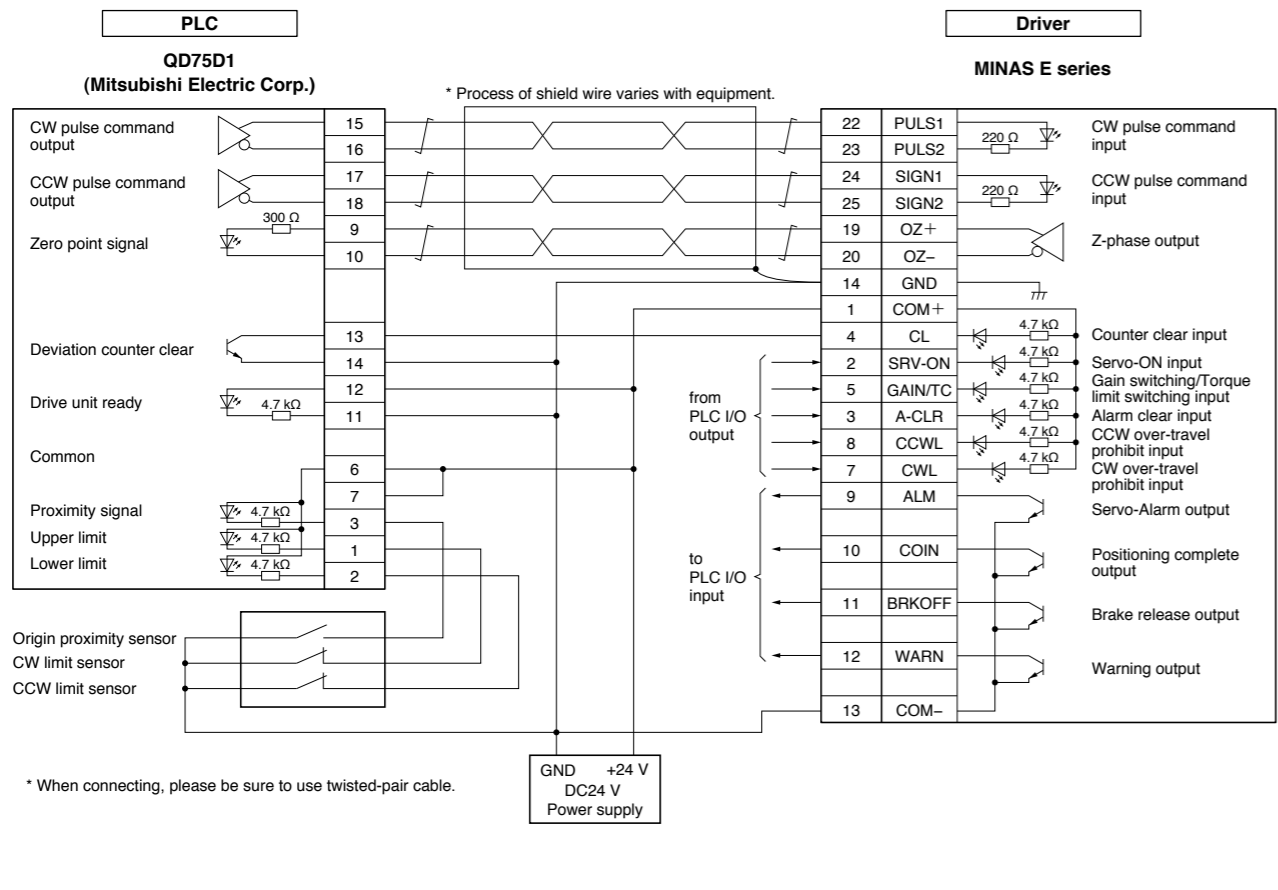 PLC
Driver
QD75D1
(Mitsubishi Electric Corp.)
MINAS E series
* Process of shield wire varies with equipment.
CW pulse command
output
15
16
22 PULS1
23 PULS2
220 Ω
CW pulse command
input
CCW pulse command
output
17
18
24 SIGN1
25 SIGN2
220 Ω
CCW pulse command
input
Zero point signal
300 Ω
9
10
19 OZ+
20 OZ−
Z-phase output
14 GND
1 COM+
Deviation counter clear
13
14
4 CL
4.7 kΩ
Counter clear input
2 SRV-ON
4.7 kΩ
Servo-ON input
Drive unit ready
4.7 kΩ
12
11
from
PLC I/O
output
5 GAIN/TC
4.7 kΩ
Gain switching/Torque
limit switching input
3 A-CLR
4.7 kΩ
Alarm clear input
8 CCWL
4.7 kΩ
CCW over-travel
prohibit input
7 CWL
4.7 kΩ
CW over-travel
prohibit input
Common
6
7
Proximity signal
4.7 kΩ
3
Upper limit
4.7 kΩ
1
Lower limit
4.7 kΩ
2
to
PLC I/O
input
9 ALM
Servo-Alarm output
10 COIN
Positioning complete
output
11 BRKOFF
Brake release output
12 WARN
Warning output
13 COM−
Origin proximity sensor
CW limit sensor
CCW limit sensor
GND +24 V
DC24 V
Power supply
* When connecting, please be sure to use twisted-pair cable.